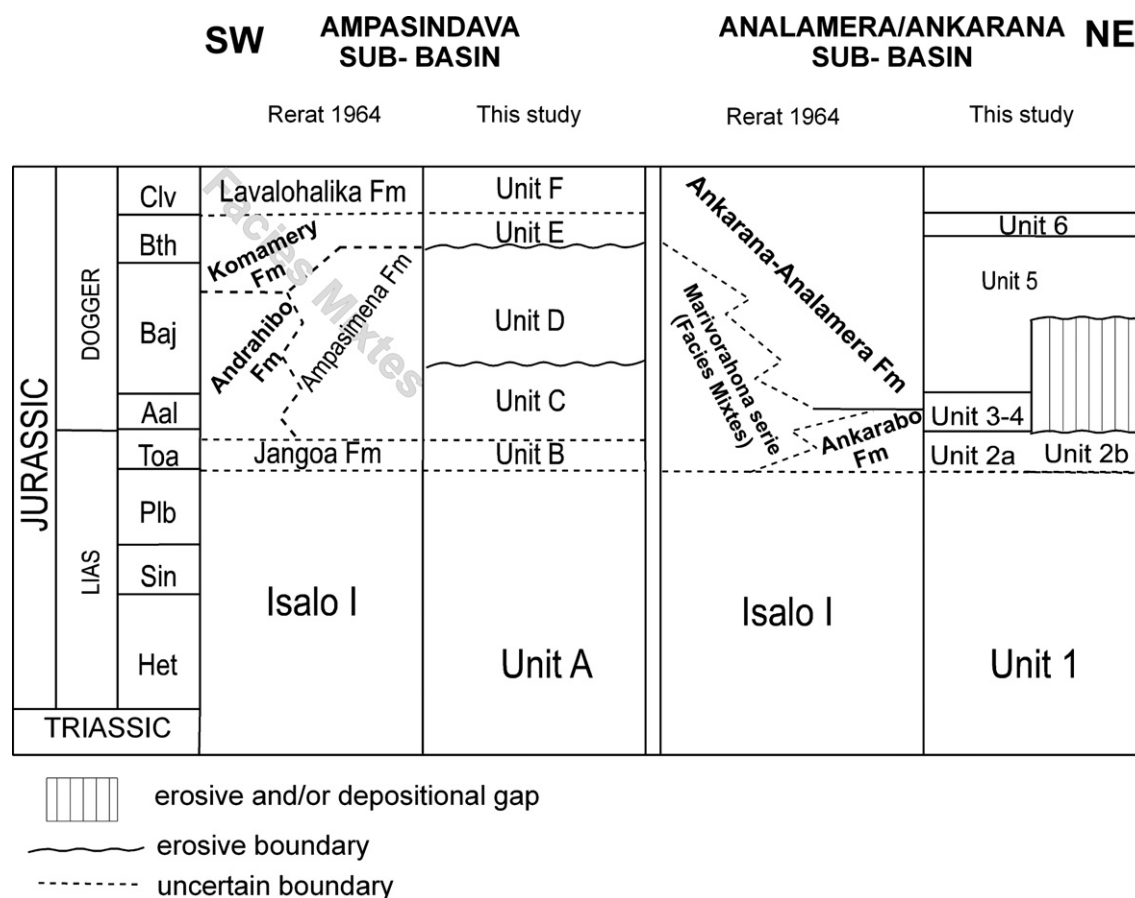 SW
AMPASINDAVA
SUB- BASIN
ANALAMERA/ANKARANA
SUB- BASIN
NE
Rerat 1964
This study
Rerat 1964
This study
JURASSIC
DOGGER
LIAS
Clv
Bth
Baj
Aal
Toa
Plb
Sin
Het
TRIASSIC
Facies Mixtes
Lavalohalika Fm
Komamery
Fm
Andrahibo
Fm
Ampasimena Fm
Jangoa Fm
Isalo I
Unit F
Unit E
Unit D
Unit C
Unit B
Unit A
Ankarana-Analamera Fm
Marivorahona serie
(Facies Mixtes)
Ankarabo
Fm
Isalo I
Unit 6
Unit 5
Unit 3-4
Unit 2a
Unit 2b
Unit 1
erosive and/or depositional gap
erosive boundary
uncertain boundary